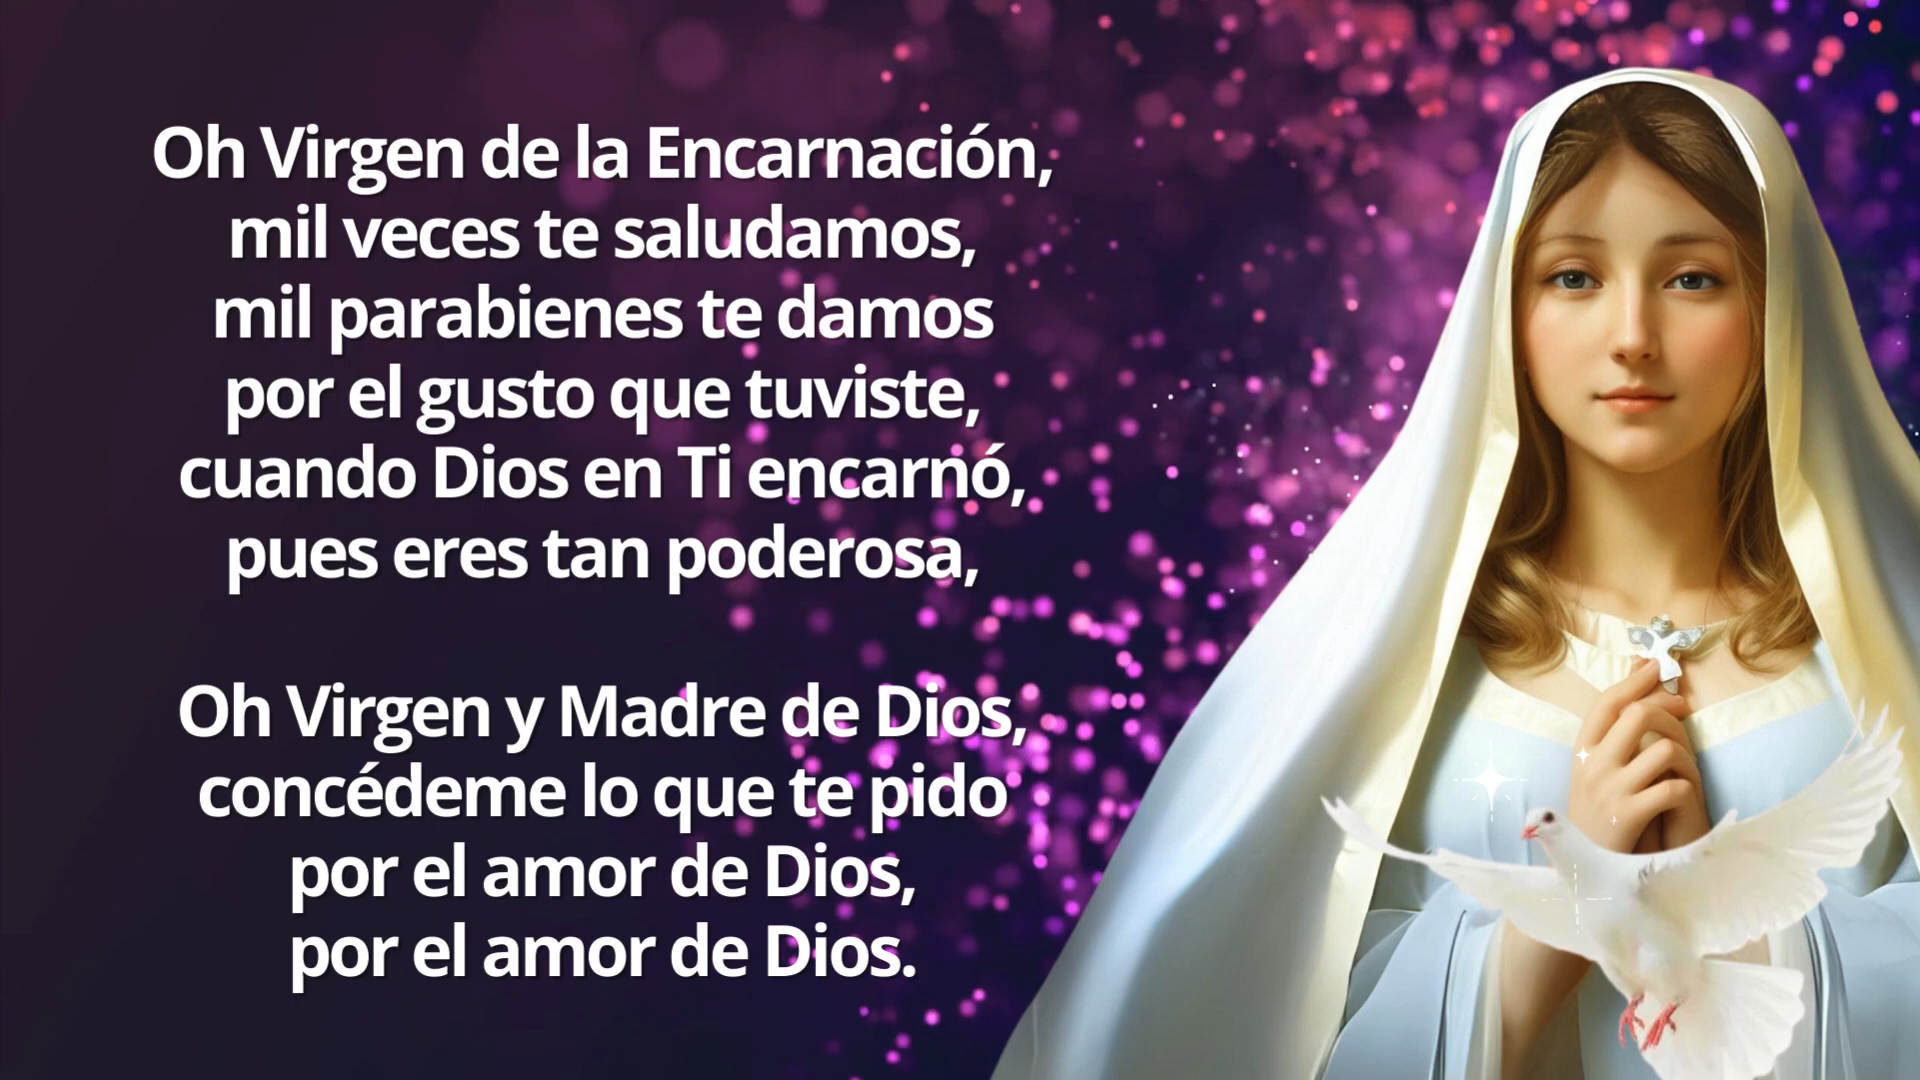 Oh Virgen de la Encarnación,
mil veces te saludamos,
mil parabienes te damos
por el gusto que tuviste,
cuando Dios en Ti encarnó,
pues eres tan poderosa,
Oh Virgen y Madre de Dios,
concédeme lo que te pido
por el amor de Dios,
por el amor de Dios.